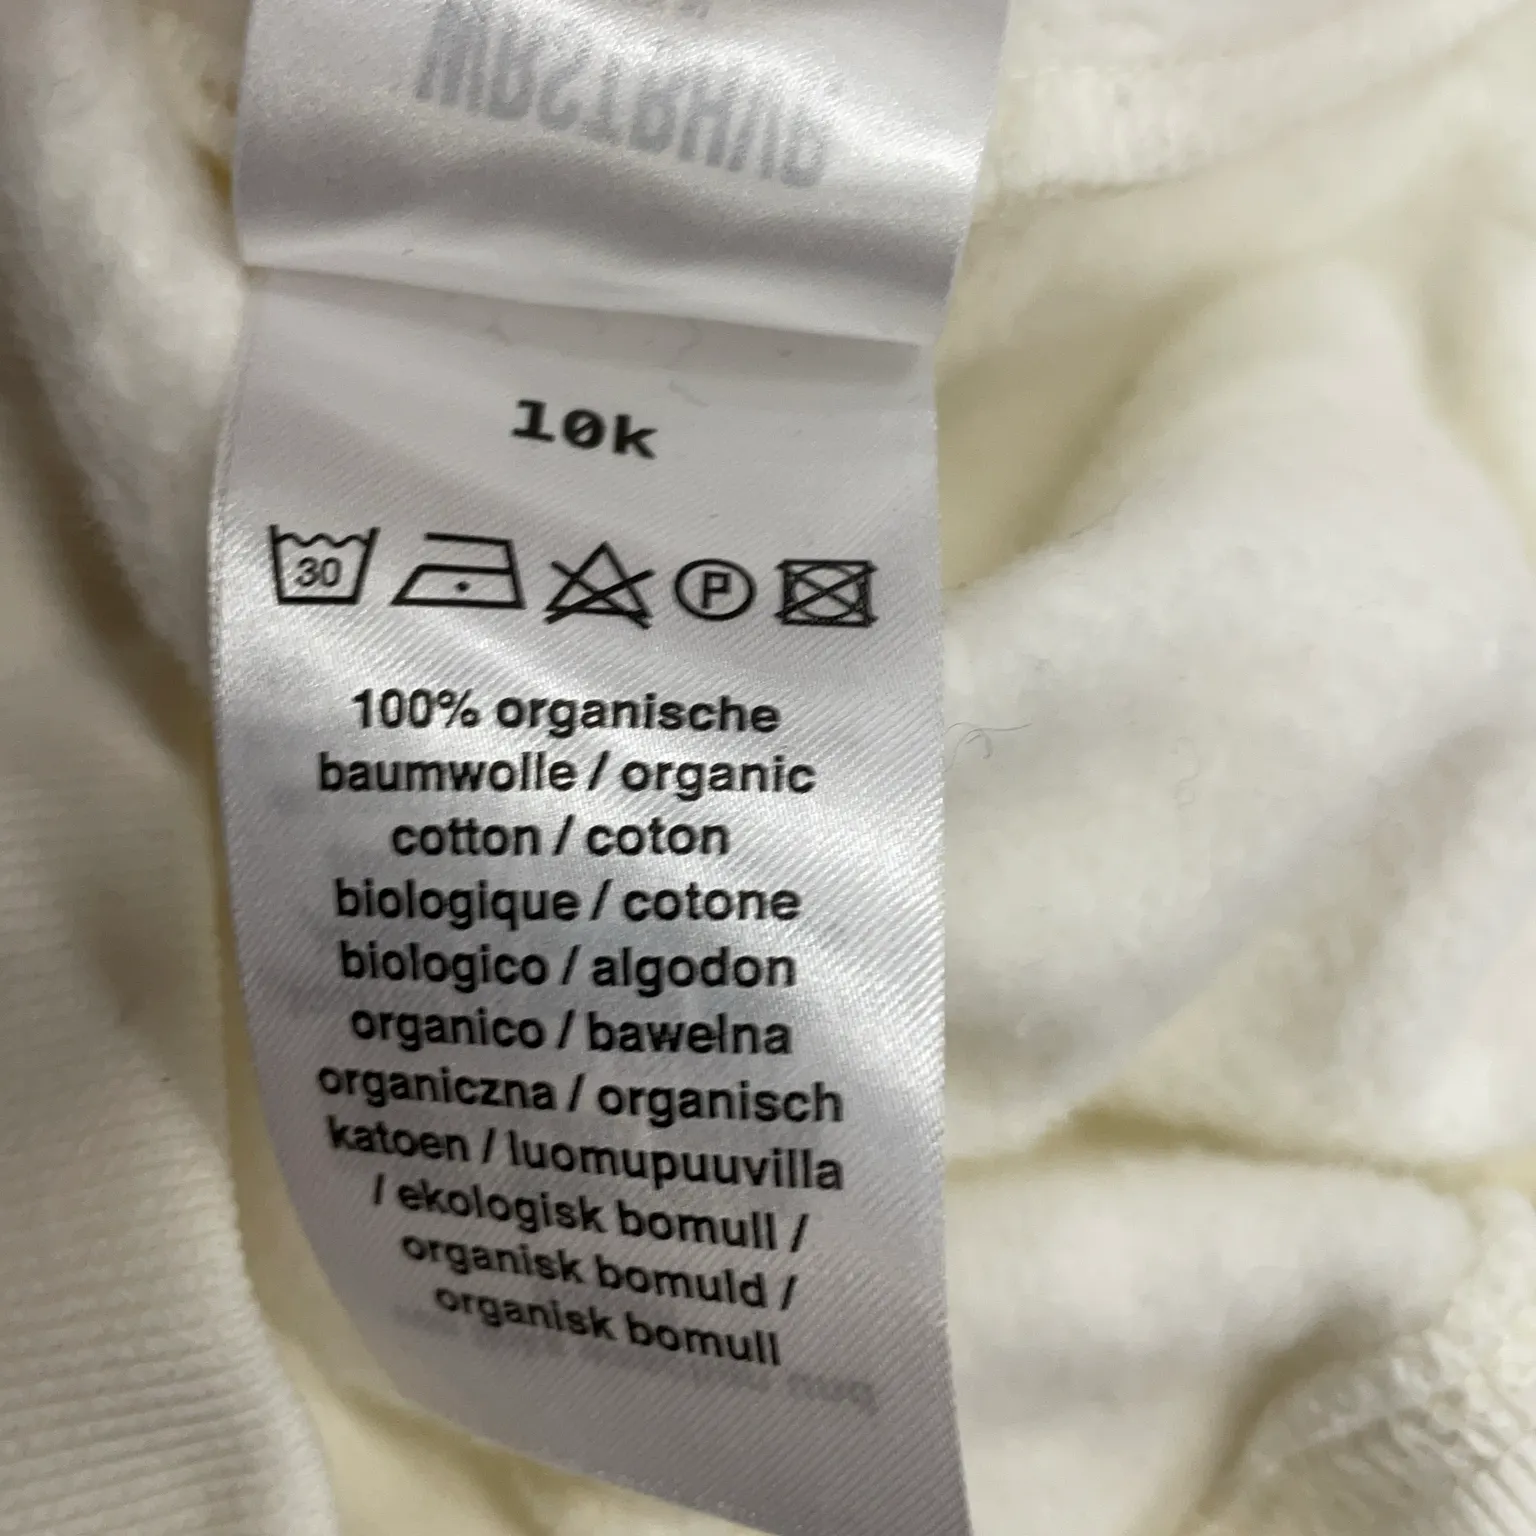 10k
30
P
100% organische
baumwolle / organic
cotton / coton
biologique / cotone
biologico / algodon
organico / bawełna
organiczna / organisch
katoen / luomupuuvilla
/ ekologisk bomull /
organisk bomuld /
organisk bomull